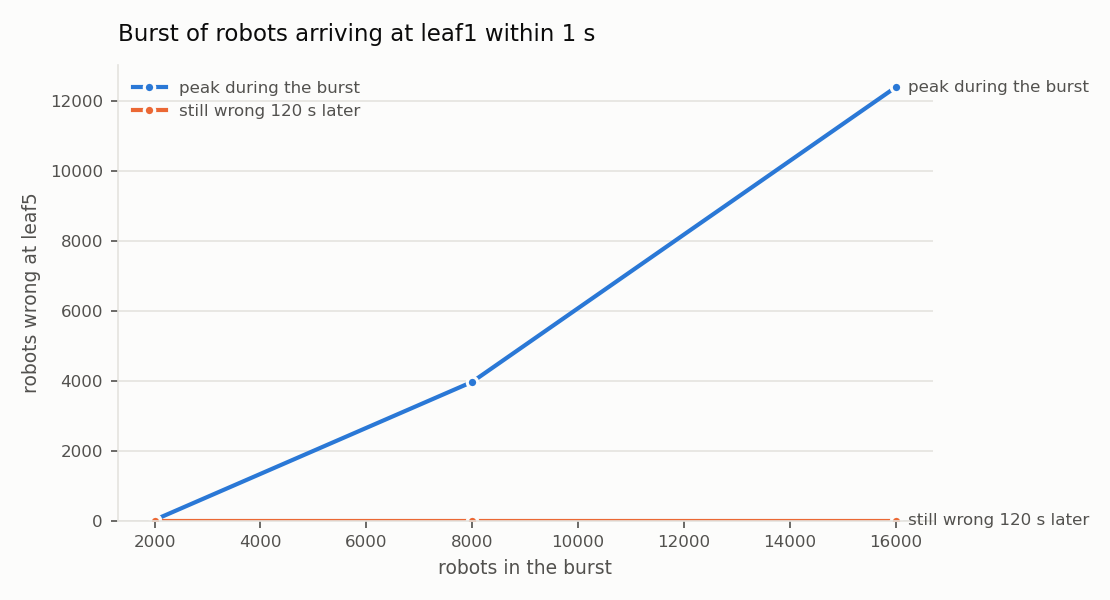 Burst of robots arriving at leaf1 within 1 s
peak during the burst
still wrong 120 s later
peak during the burst
still wrong 120 s later
robots wrong at leaf5
12000
10000
8000
6000
4000
2000
0
2000 4000 6000 8000 10000 12000 14000 16000
robots in the burst